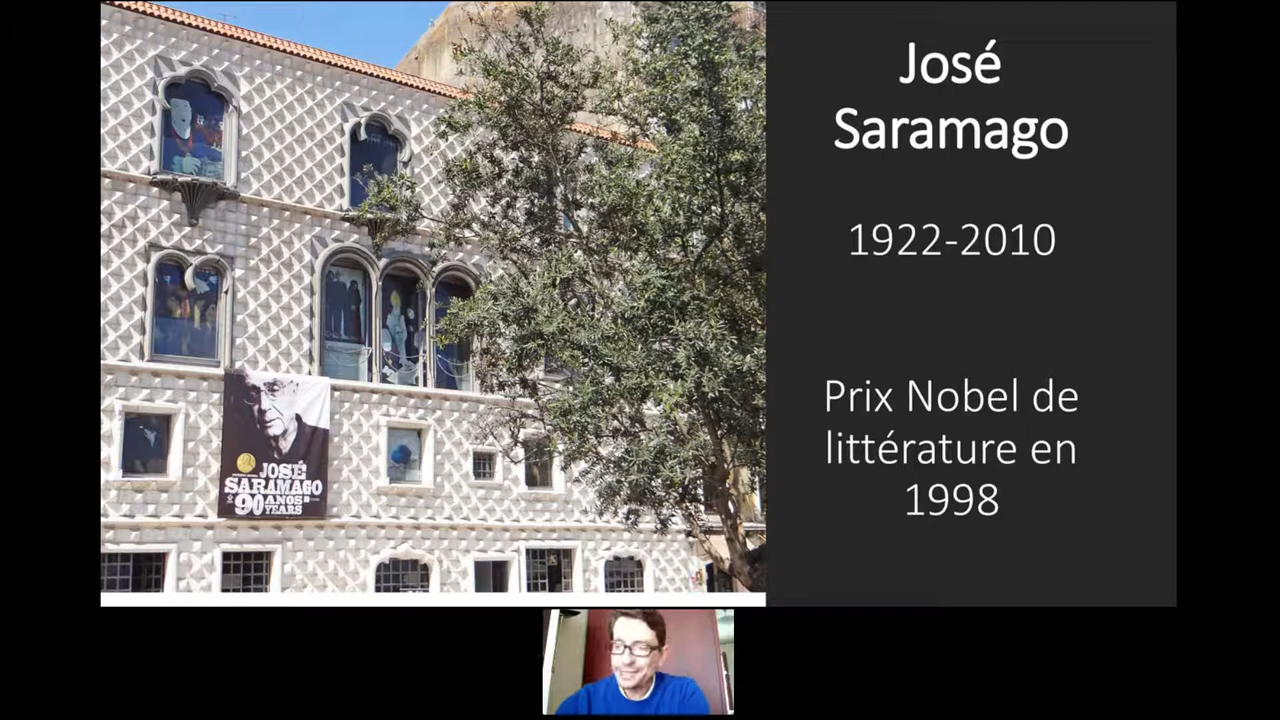 José
Saramago
1922-2010
Prix Nobel de
littérature en
1998
JOSÉ
SARAMAGO
90 ANOS
YEARS